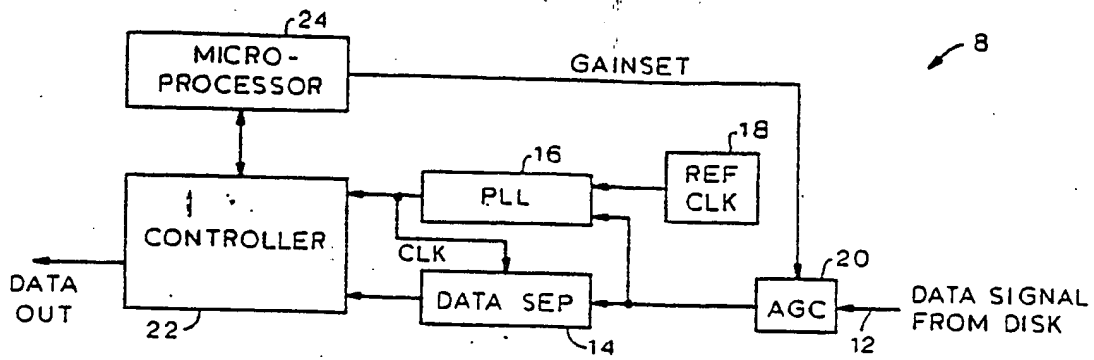 24
MICRO-
PROCESSOR
GAINSET
8
16
PLL
18
REF
CLK
CONTROLLER
CLK
DATA
OUT
22
DATA SEP
14
20
AGC
12
DATA SIGNAL
FROM DISK